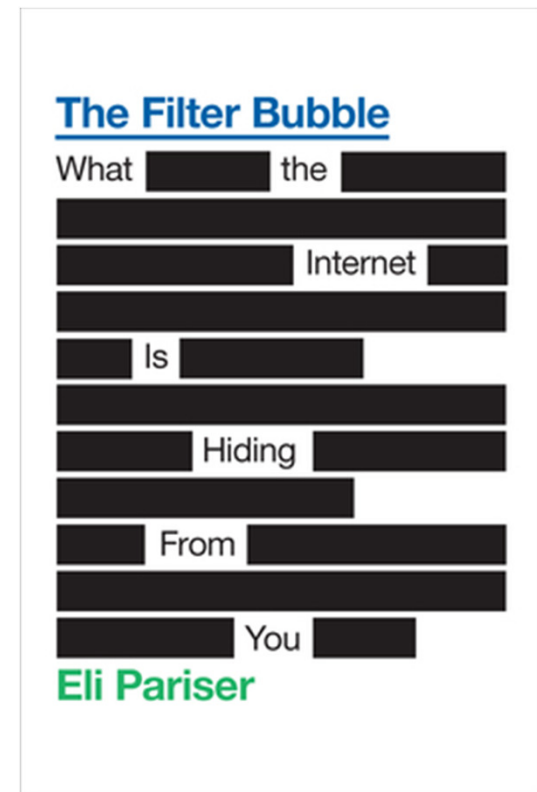 The Filter Bubble
What the
Internet
Is
Hiding
From
You
Eli Pariser